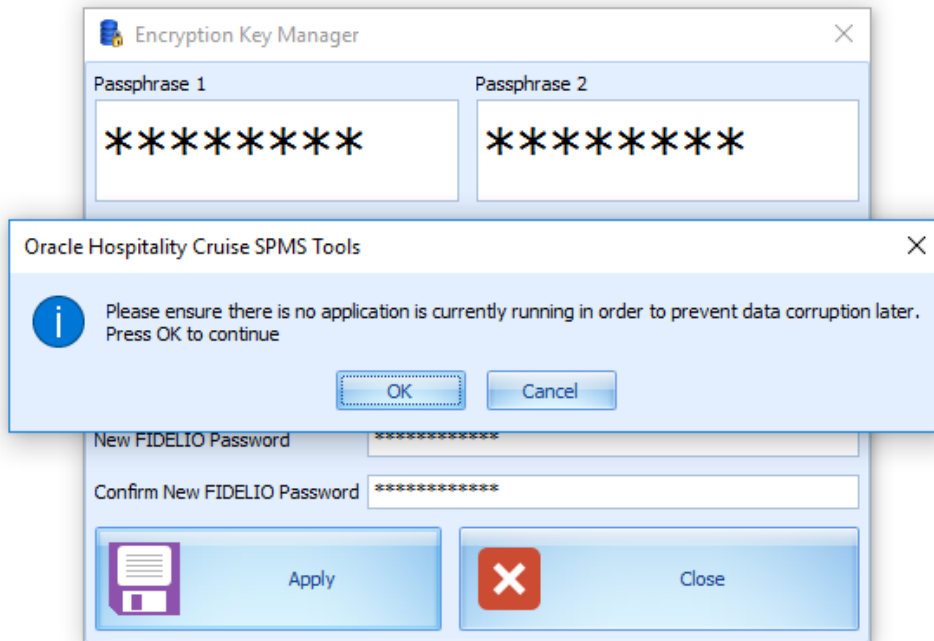 Encryption Key Manager
Passphrase 1
Passphrase 2
********
********
Oracle Hospitality Cruise SPMS Tools
Please ensure there is no application is currently running in order to prevent data corruption later.
Press OK to continue
OK
Cancel
New FIDELIO Password
************
Confirm New FIDELIO Password
************
Apply
Close